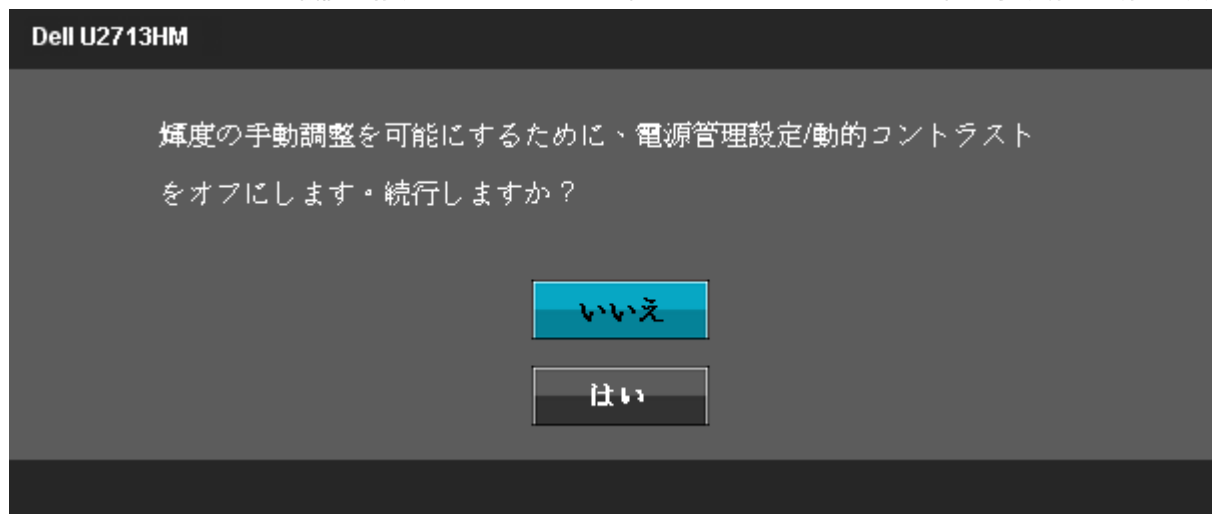 Dell U2713HM
輝度の手動調整を可能にするために、電源管理設定/動的コントラスト
をオフにします。続行しますか？
いいえ
はい